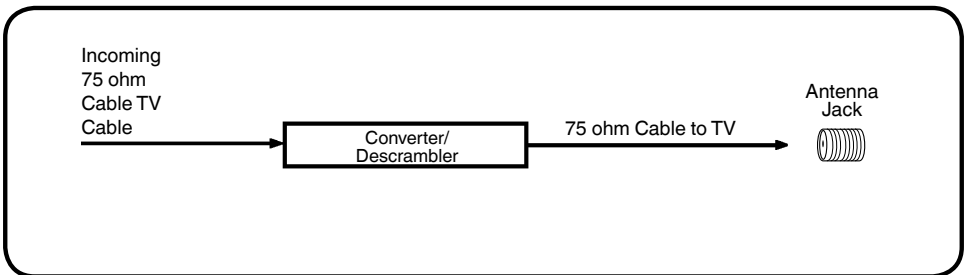 Incoming
75 ohm
Cable TV
Cable
Converter/
Descrambler
75 ohm Cable to TV
Antenna
Jack